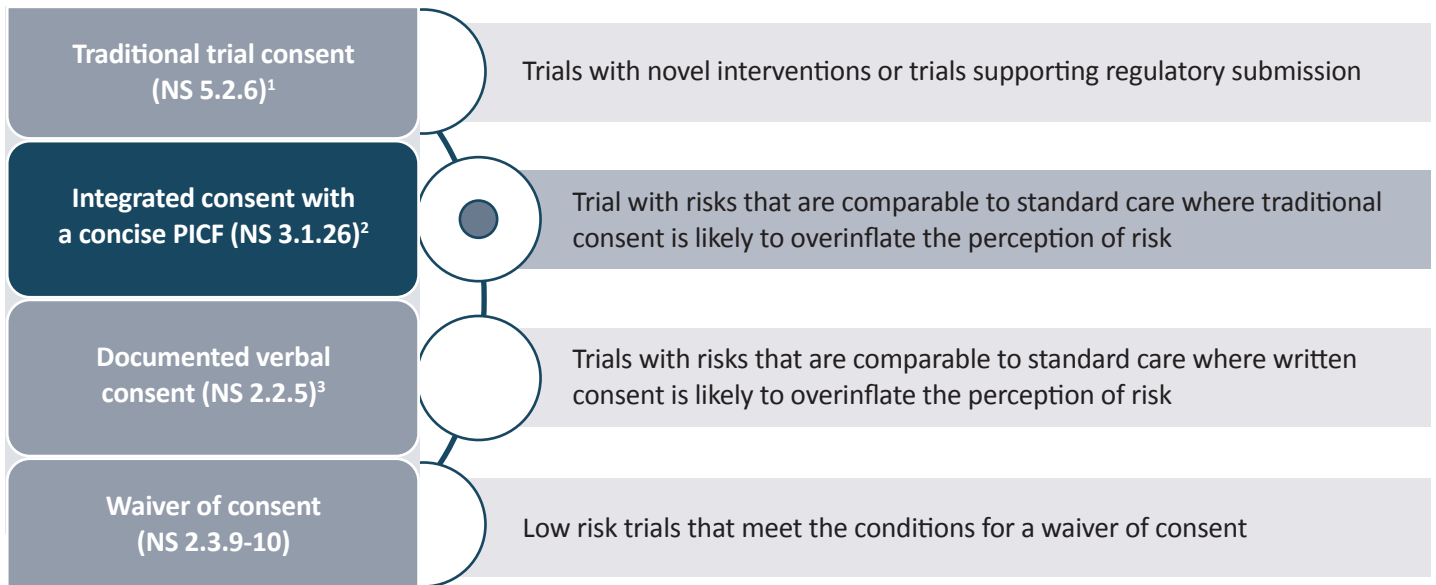 Traditional trial consent
(NS 5.2.6)¹
Trials with novel interventions or trials supporting regulatory submission
Integrated consent with
a concise PICF (NS 3.1.26)²
Trial with risks that are comparable to standard care where traditional
consent is likely to overinflate the perception of risk
Documented verbal
consent (NS 2.2.5)³
Trials with risks that are comparable to standard care where written
consent is likely to overinflate the perception of risk
Waiver of consent
(NS 2.3.9-10)
Low risk trials that meet the conditions for a waiver of consent